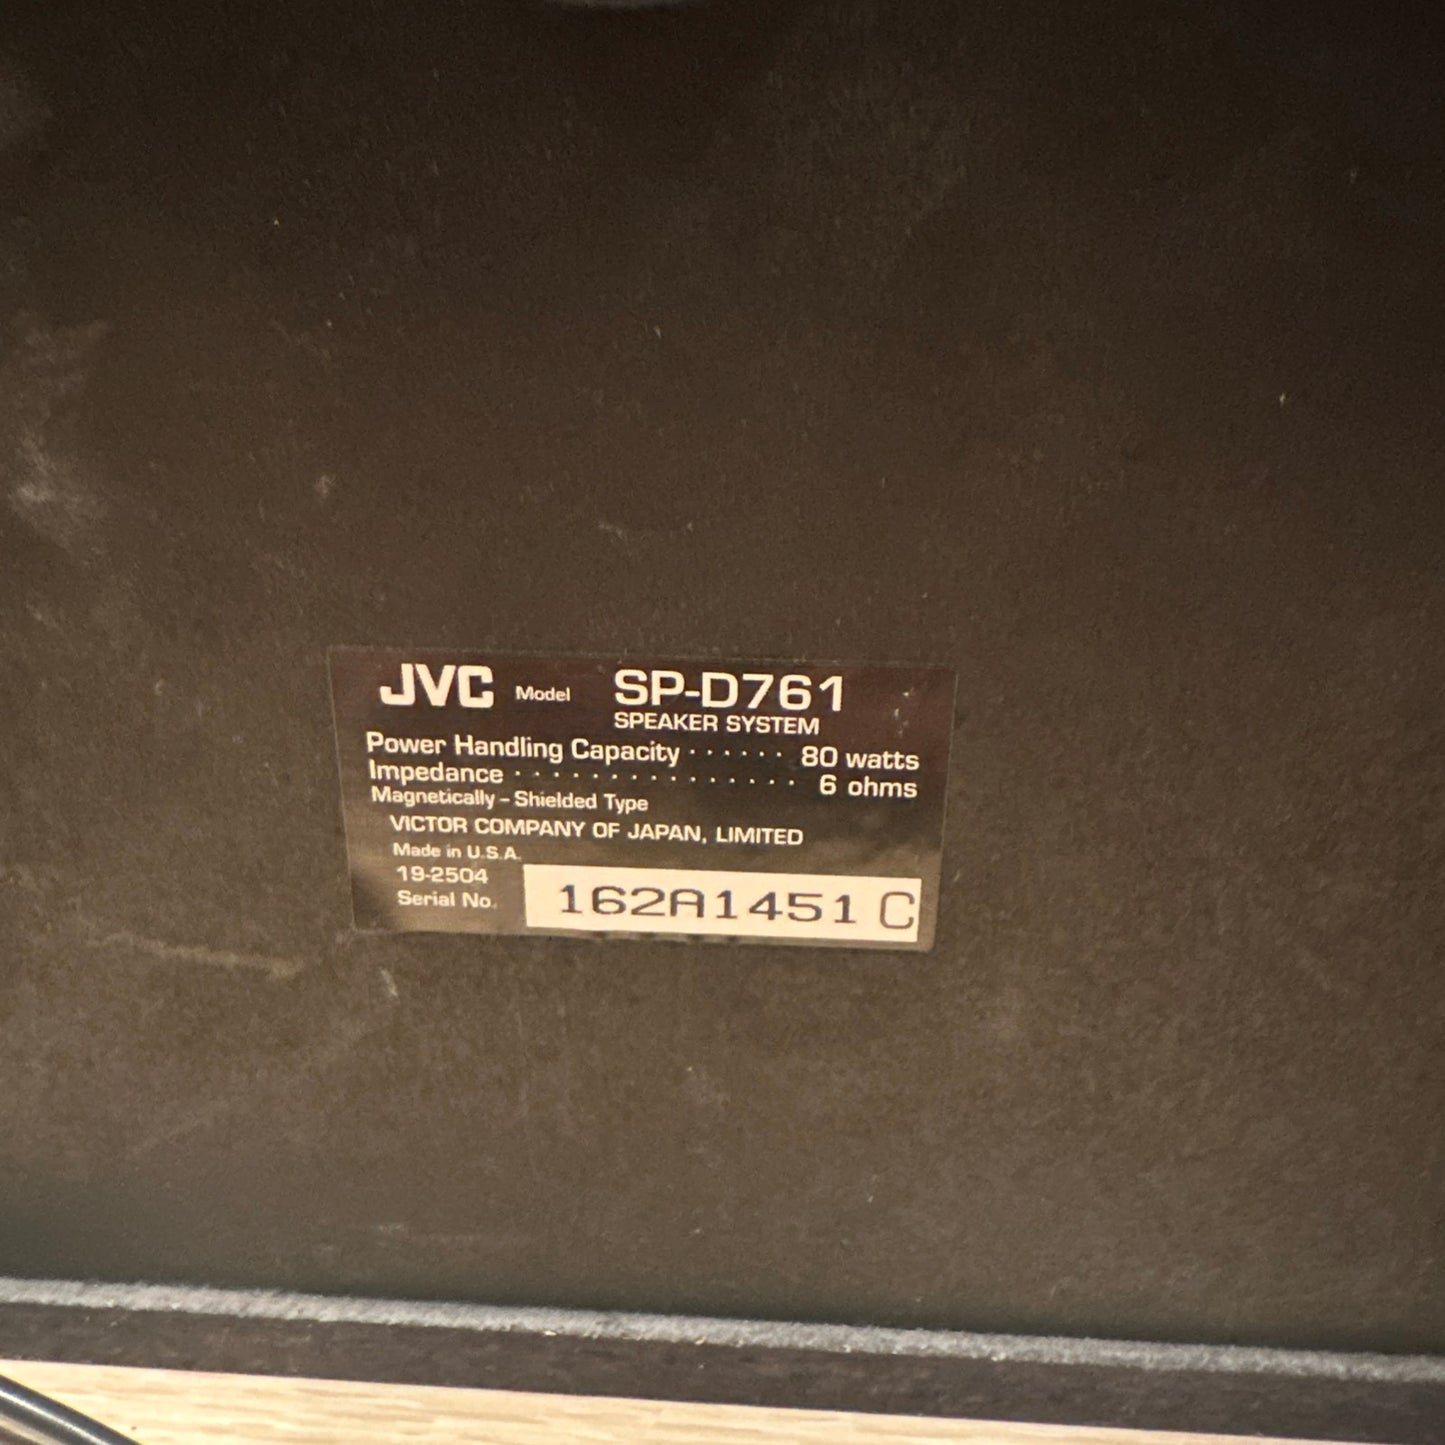 JVC Model SP-D761
SPEAKER SYSTEM
Power Handling Capacity ······ 80 watts
Impedance ··············· 6 ohms
Magnetically - Shielded Type
VICTOR COMPANY OF JAPAN, LIMITED
Made in U.S.A.
19-2504
Serial No. 162A1451 C